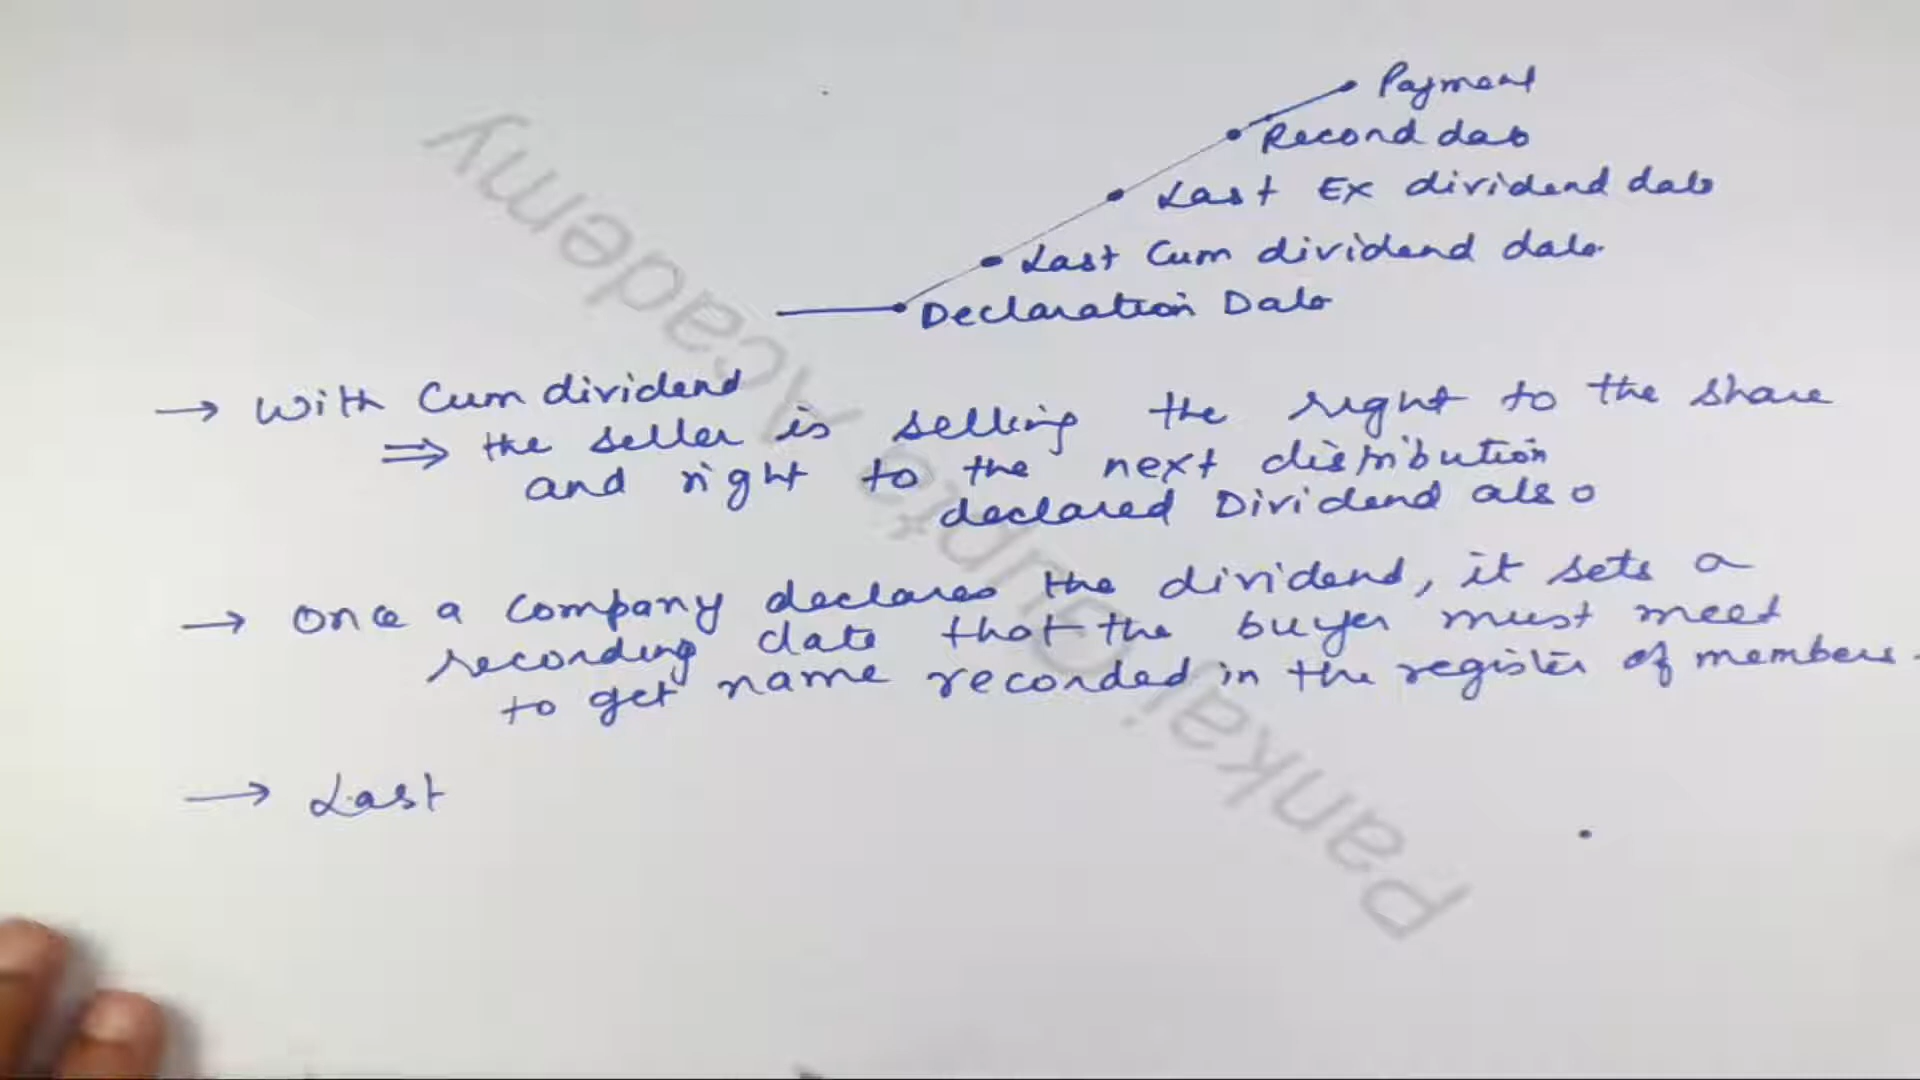 Payment
Record date
Last Ex dividend date
Last Cum dividend date
Declaration Date
→ With Cum dividend
⇒ the seller is selling the right to the share
and right to the next distribution
declared Dividend also
→ Once a company declares the dividend, it sets a
recording date that the buyer must meet
to get name recorded in the register of members.
→ Last
Pankaj Gupta Academy